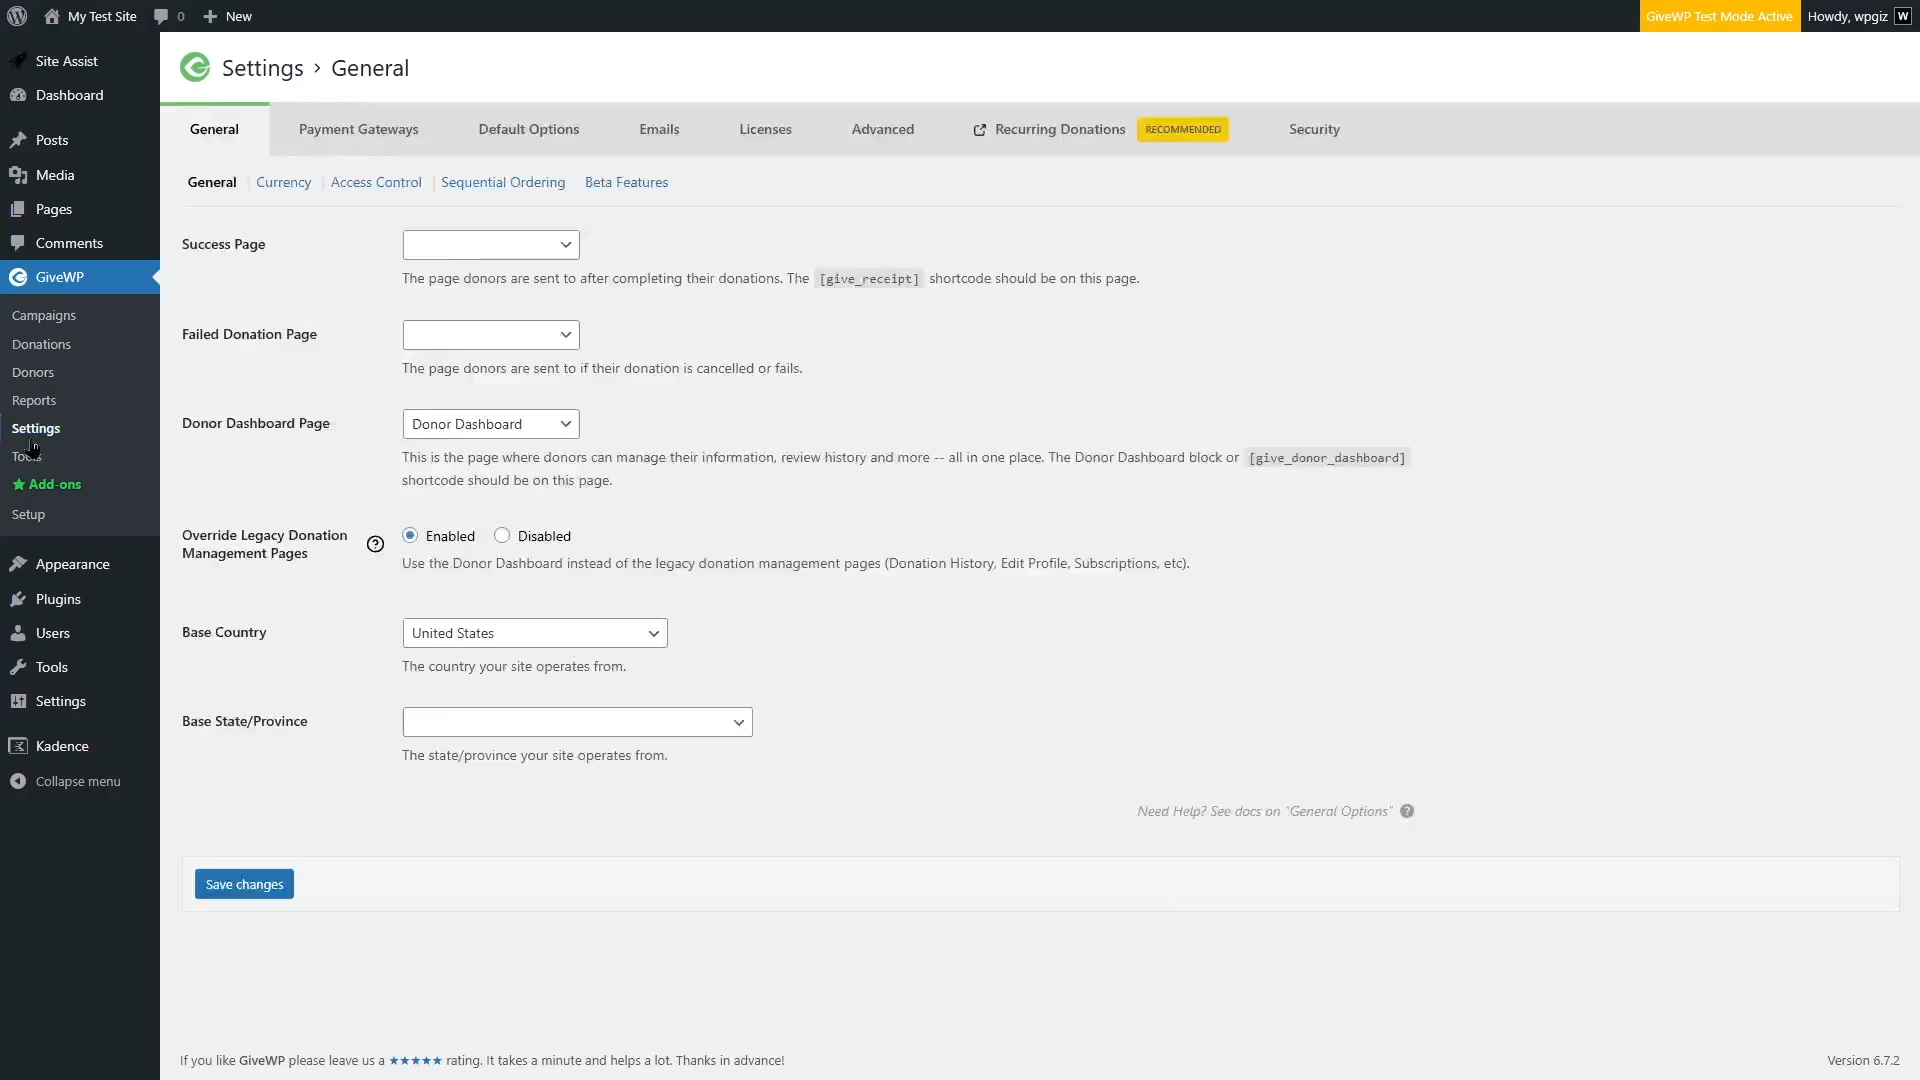 My Test Site
0
New
GiveWP Test Mode Active
Howdy, wpgiz
W
Site Assist
Dashboard
Posts
Media
Pages
Comments
GiveWP
Campaigns
Donations
Donors
Reports
Settings
Tools
Add-ons
Setup
Appearance
Plugins
Users
Tools
Settings
Kadence
Collapse menu
Settings › General
General
Payment Gateways
Default Options
Emails
Licenses
Advanced
Recurring Donations
RECOMMENDED
Security
General
Currency
Access Control
Sequential Ordering
Beta Features
Success Page
The page donors are sent to after completing their donations. The [give_receipt] shortcode should be on this page.
Failed Donation Page
The page donors are sent to if their donation is cancelled or fails.
Donor Dashboard Page
Donor Dashboard
This is the page where donors can manage their information, review history and more -- all in one place. The Donor Dashboard block or [give_donor_dashboard]
shortcode should be on this page.
Override Legacy Donation
Management Pages
?
Enabled
Disabled
Use the Donor Dashboard instead of the legacy donation management pages (Donation History, Edit Profile, Subscriptions, etc).
Base Country
United States
The country your site operates from.
Base State/Province
The state/province your site operates from.
Need Help? See docs on "General Options" ?
Save changes
If you like GiveWP please leave us a ★★★★★ rating. It takes a minute and helps a lot. Thanks in advance!
Version 6.7.2